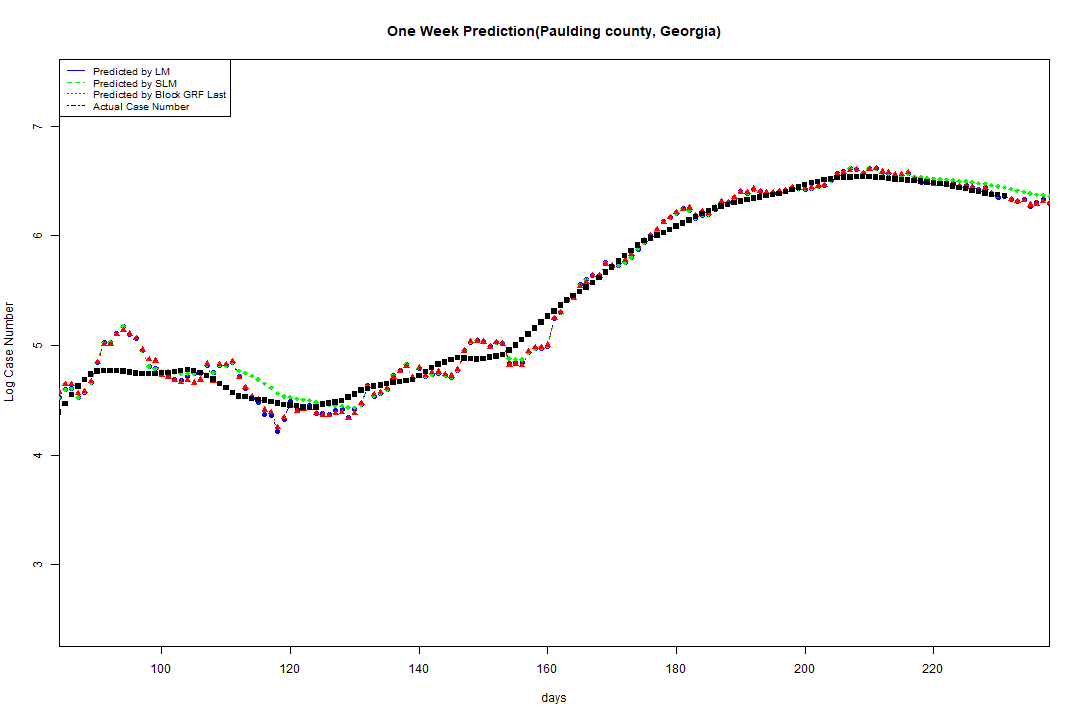 One Week Prediction(Paulding county, Georgia)
Predicted by LM
Predicted by SLM
Predicted by Block GRF Last
Actual Case Number
Log Case Number
7
6
5
4
3
100 120 140 160 180 200 220
days